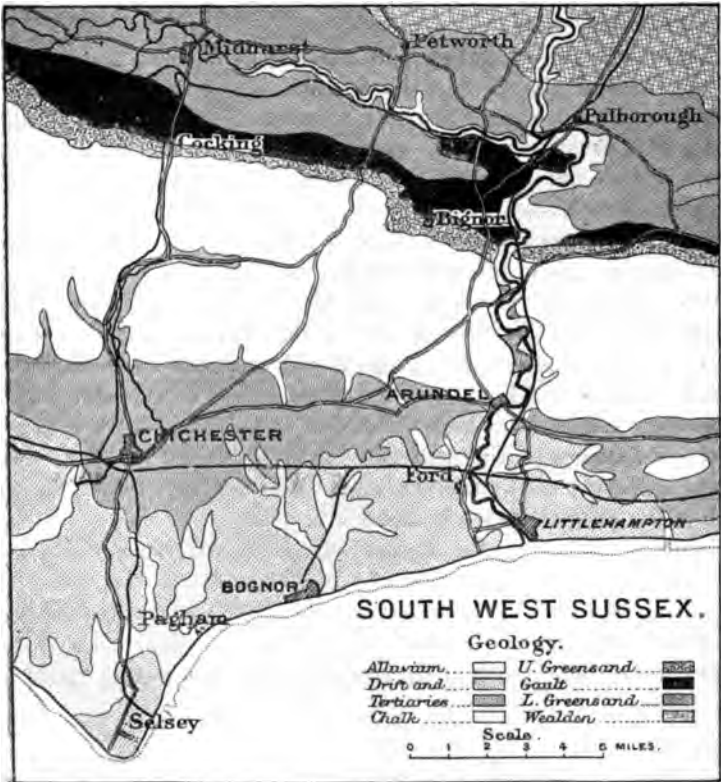 Midhurst
Petworth
Pulborough
Cocking
Bignor
ARUNDEL
CHICHESTER
Ford
LITTLEHAMPTON
BOGNOR
Pagham
Selsey
SOUTH WEST SUSSEX.
Geology.
Alluvium
U. Greensand
Drift and
Gault
Tertiaries
L. Greensand
Chalk
Wealden
Scale.
0 1 2 3 4 5 MILES.